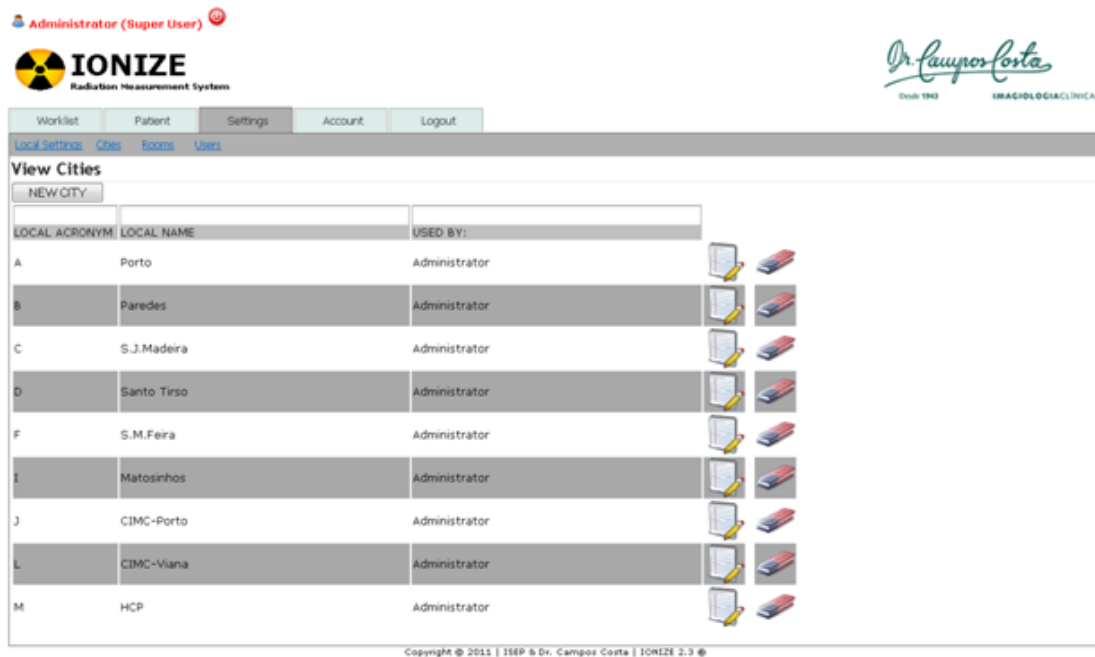 Administrator (Super User)
IONIZE
Radiation Measurement System
Dr. Campos Costa
Desde 1943 IMAGIOLOGIACLÍNICA
Worklist Patient Settings Account Logout
Local Settings Cities Rooms Users
View Cities
NEW CITY
LOCAL ACRONYM LOCAL NAME USED BY:
A Porto Administrator
B Paredes Administrator
C S.J.Madeira Administrator
D Santo Tirso Administrator
F S.M.Feira Administrator
I Matosinhos Administrator
J CIMC-Porto Administrator
L CIMC-Viana Administrator
M HCP Administrator
Copyright © 2011 | ISEP & Dr. Campos Costa | IONIZE 2.3 ®